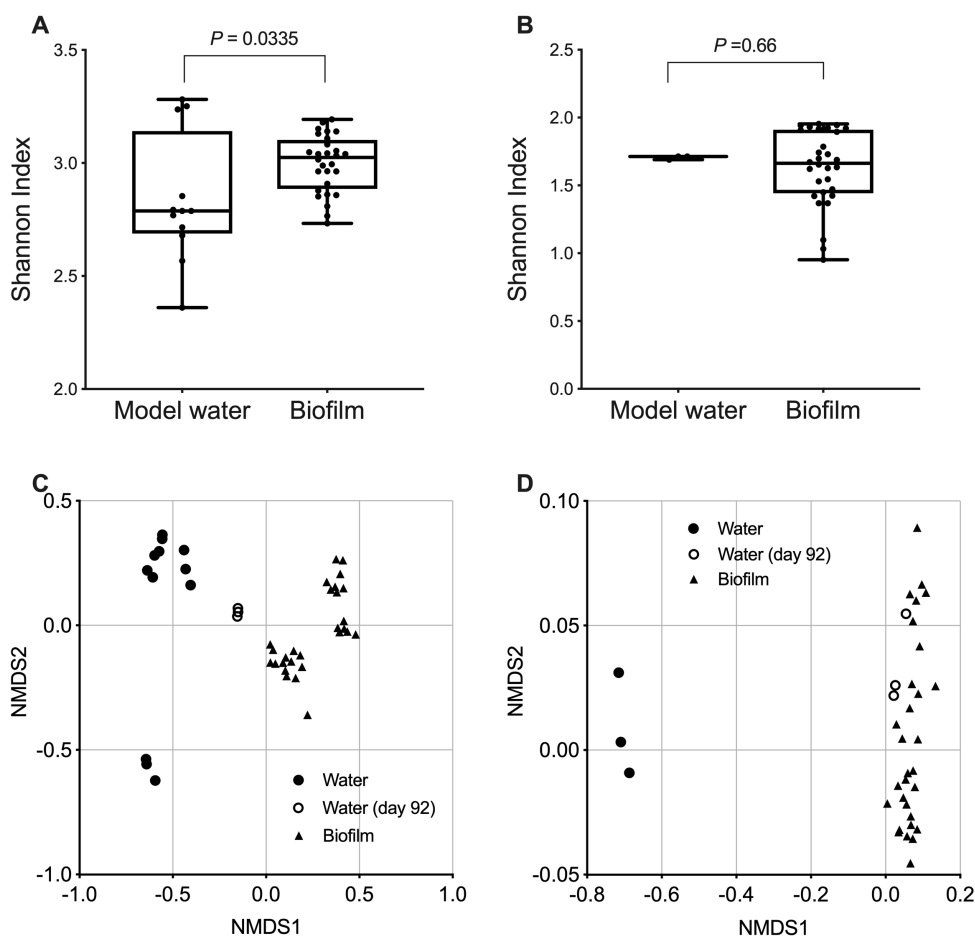 A
P = 0.0335
3.5
3.0
2.5
2.0
Shannon Index
Model water
Biofilm
B
P =0.66
2.5
2.0
1.5
1.0
0.5
0.0
Shannon Index
Model water
Biofilm
C
0.5
0.0
-0.5
-1.0
NMDS2
Water
Water (day 92)
Biofilm
-1.0
-0.5
0.0
0.5
1.0
NMDS1
D
0.10
0.05
0.00
-0.05
NMDS2
Water
Water (day 92)
Biofilm
-0.8
-0.6
-0.4
-0.2
0.0
0.2
NMDS1